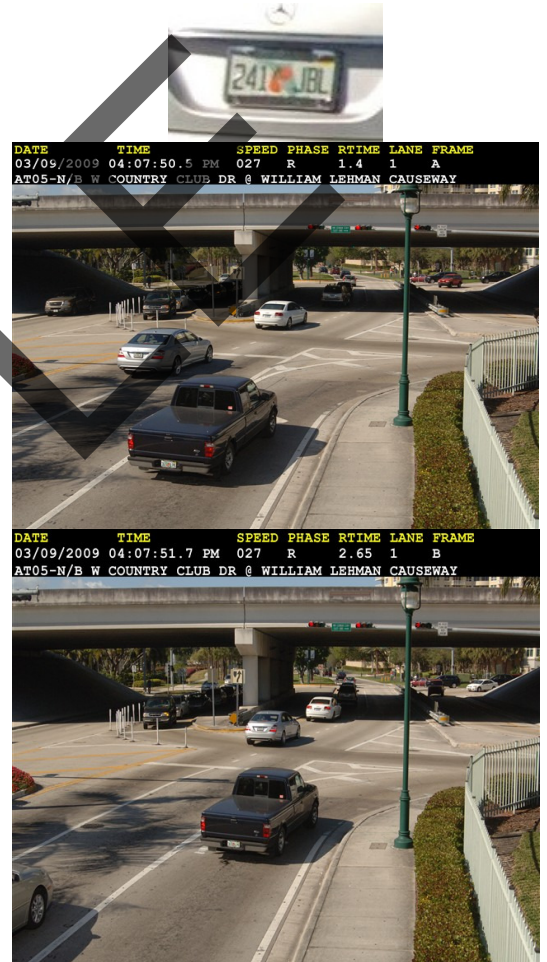 241 JBL
DATE TIME SPEED PHASE RTIME LANE FRAME
03/09/2009 04:07:50.5 PM 027 R 1.4 1 A
AT05-N/B W COUNTRY CLUB DR @ WILLIAM LEHMAN CAUSEWAY
DATE TIME SPEED PHASE RTIME LANE FRAME
03/09/2009 04:07:51.7 PM 027 R 2.65 1 B
AT05-N/B W COUNTRY CLUB DR @ WILLIAM LEHMAN CAUSEWAY